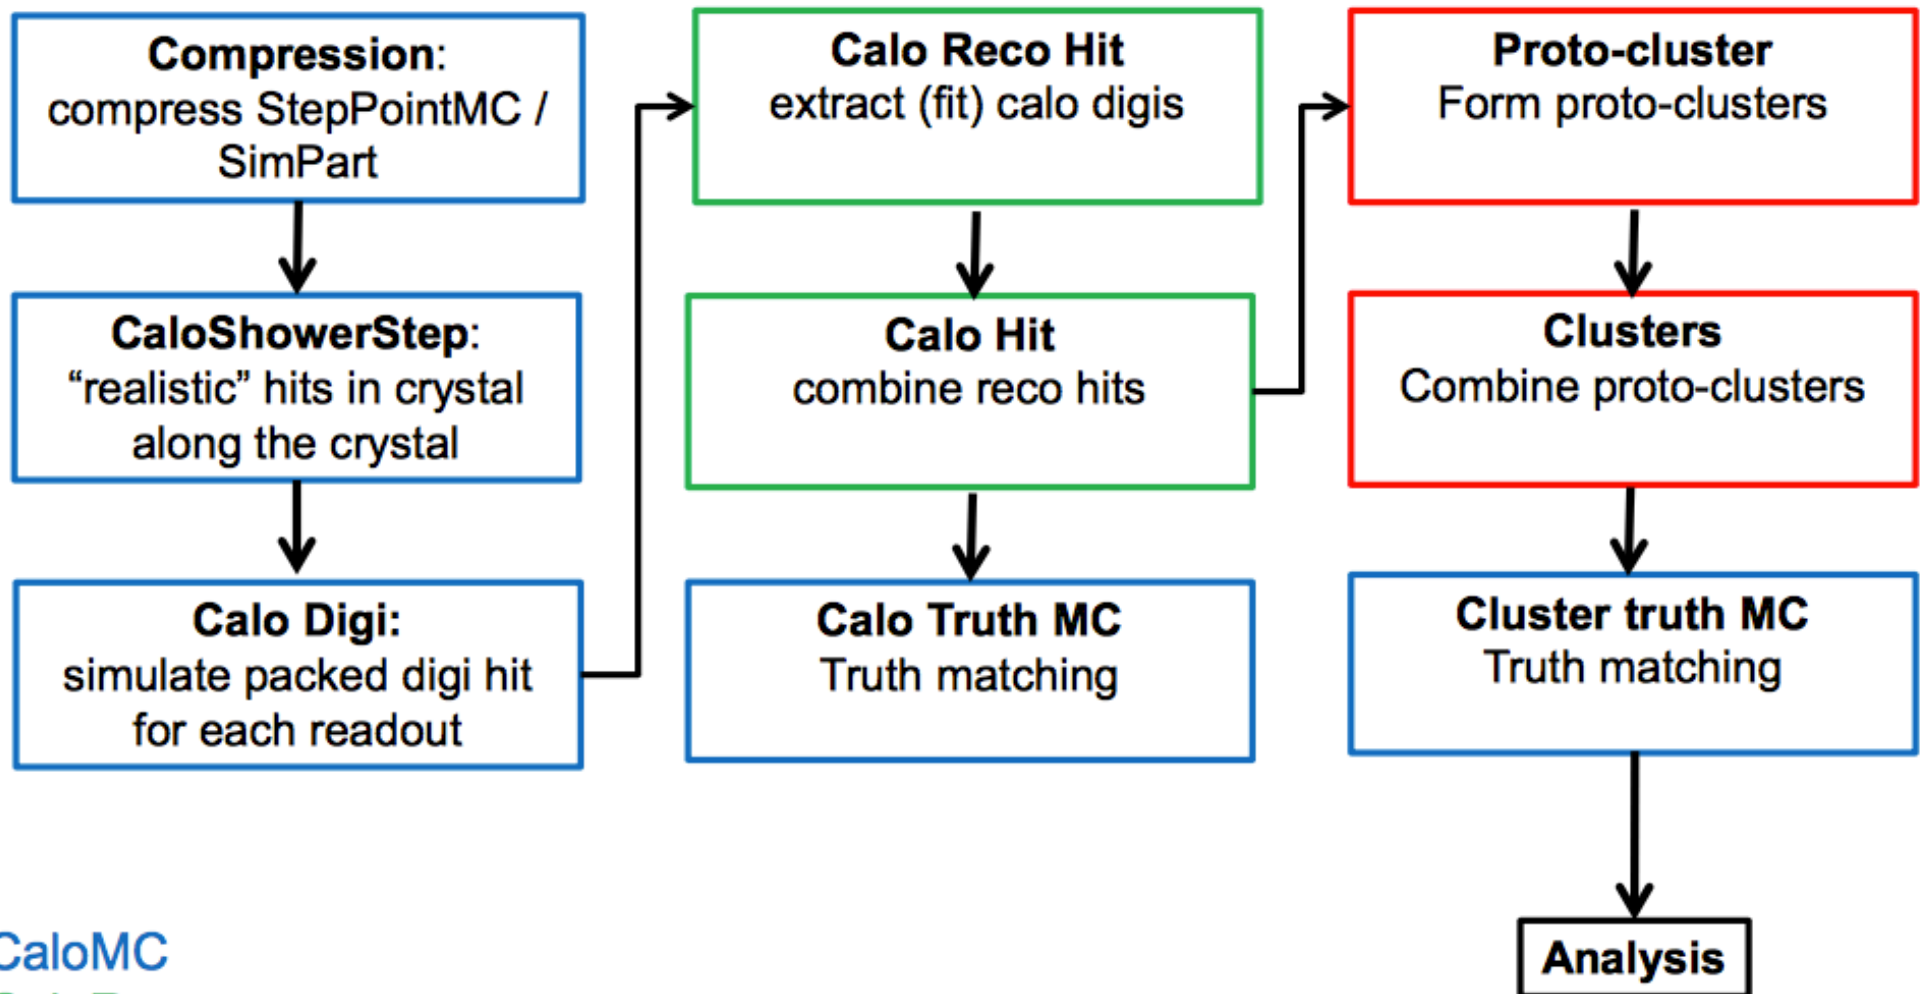 Compression:
compress StepPointMC /
SimPart
CaloShowerStep:
“realistic” hits in crystal
along the crystal
Calo Digi:
simulate packed digi hit
for each readout
Calo Reco Hit
extract (fit) calo digis
Calo Hit
combine reco hits
Calo Truth MC
Truth matching
Proto-cluster
Form proto-clusters
Clusters
Combine proto-clusters
Cluster truth MC
Truth matching
Analysis
CaloMC